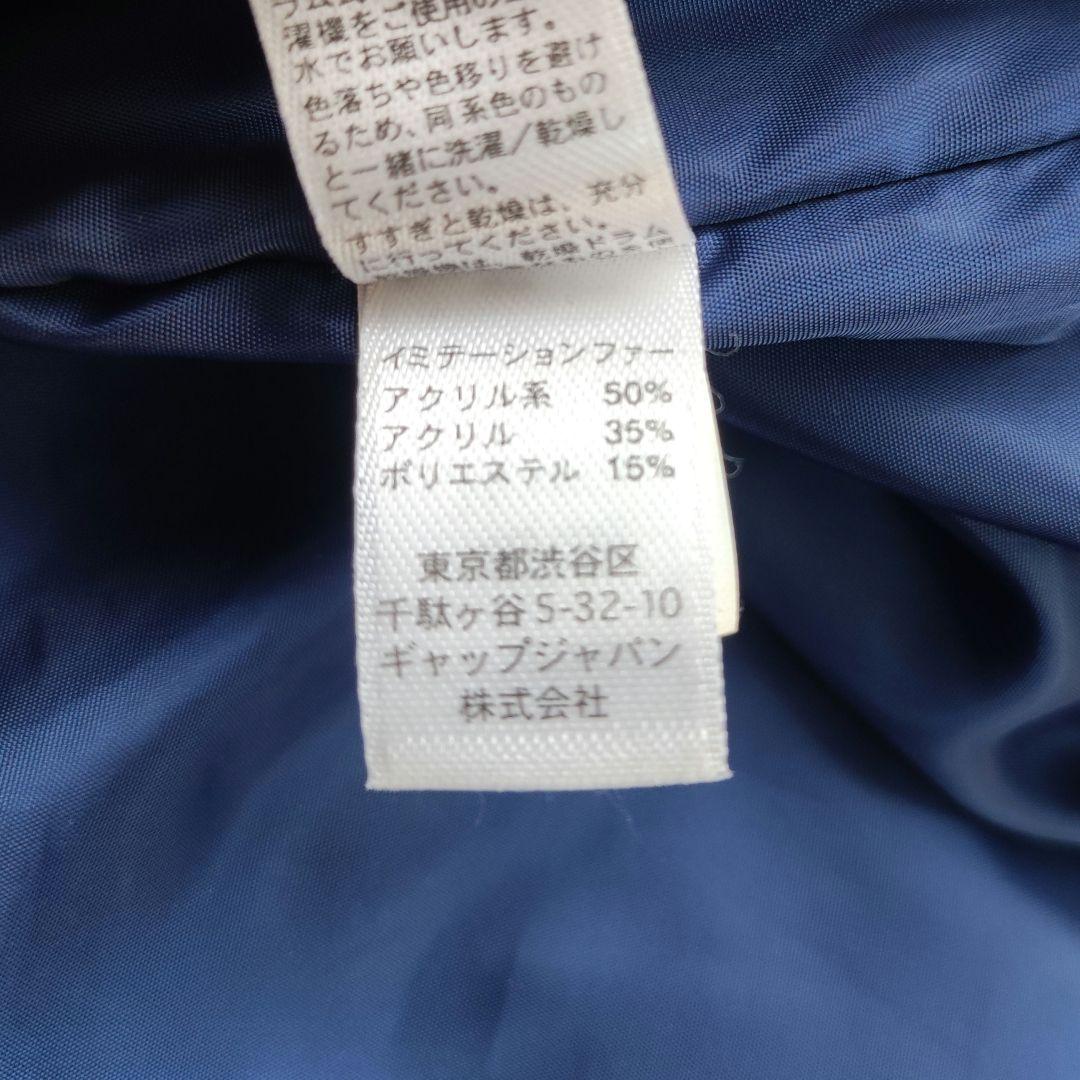 濯機をご使用の
水でお願いします。
色落ちや色移りを避け
るため、同系色のもの
と一緒に洗濯/乾燥し
てください。
すすぎと乾燥は、充分
に行ってください。
は、乾燥ドラム
イミテーションファー
アクリル系 50%
アクリル 35%
ポリエステル 15%
東京都渋谷区
千駄ヶ谷5-32-10
ギャップジャパン
株式会社